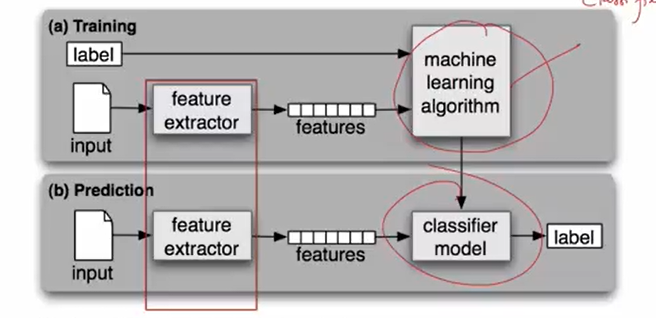 (a) Training
label
machine
learning
algorithm
feature
extractor
features
input
(b) Prediction
feature
extractor
features
classifier
model
label
input